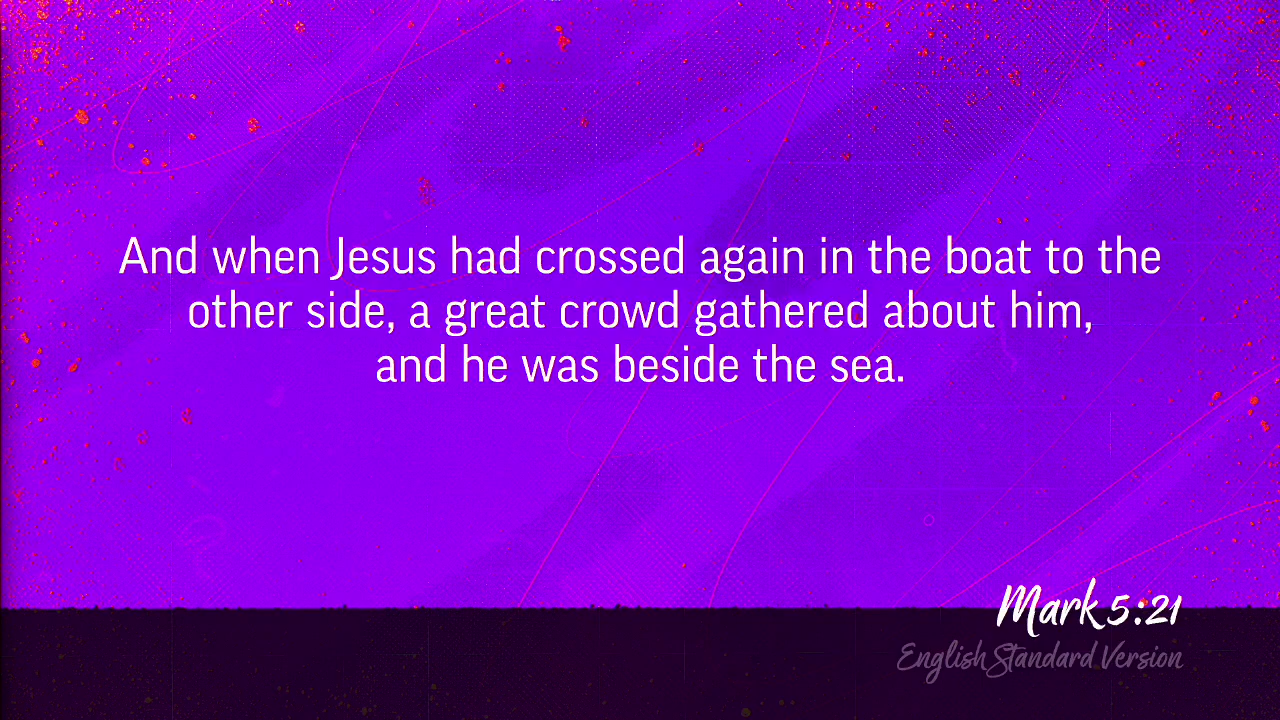 And when Jesus had crossed again in the boat to the
other side, a great crowd gathered about him,
and he was beside the sea.
Mark 5:21
English Standard Version